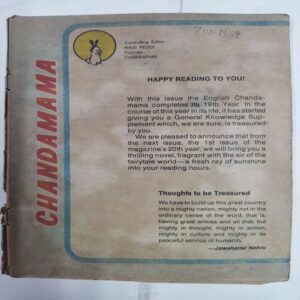 Controlling Editor
NAGI REDDI
Founder
CHAKRAPANI
CHANDAMAMA
HAPPY READING TO YOU!
With this issue the English Chanda-
mama completes its 19th Year. In the
course of this year in its life, it has started
giving you a General Knowledge Sup-
plement which, we are sure, is treasured
by you.
We are pleased to announce that from
the next issue, the 1st issue of the
magazine's 20th year, we will bring you a
thrilling novel, fragrant with the air of the
fairytale world—a fresh ray of sunshine
into your reading hours.
Thoughts to be Treasured
We have to build up this great country
into a mighty nation, mighty not in the
ordinary sense of the word, that is,
having great armies and all that, but
mighty in thought, mighty in action,
mighty in culture and mighty in its
peaceful service of humanity.
—Jawaharlal Nehru